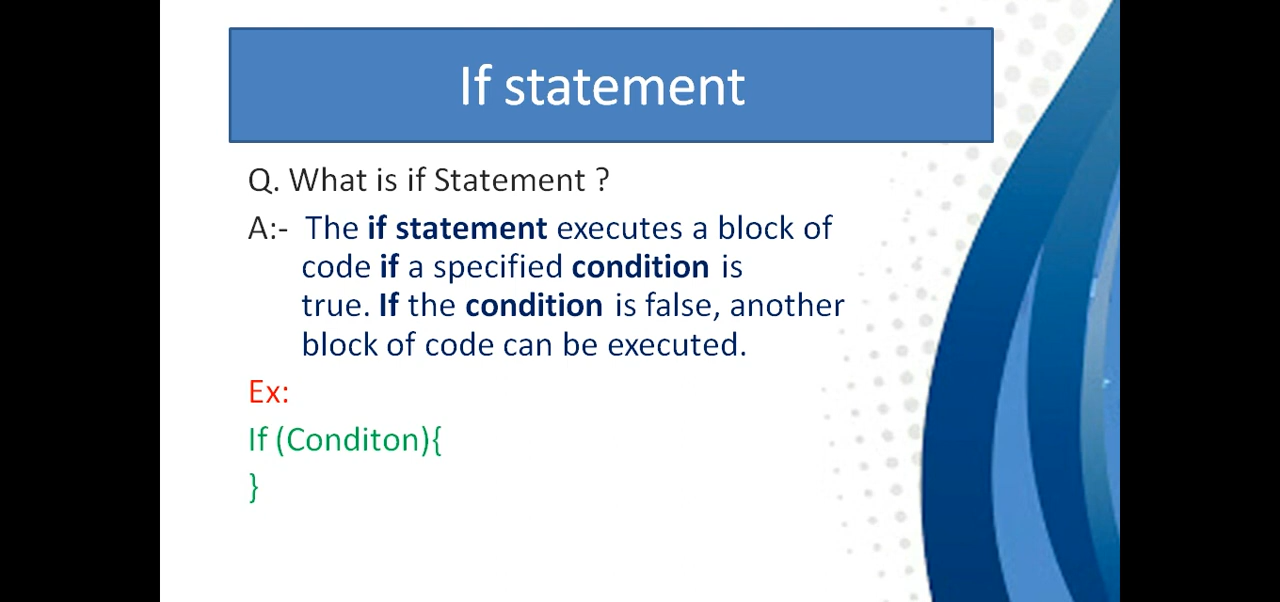 If statement
Q. What is if Statement ?
A:- The if statement executes a block of
code if a specified condition is
true. If the condition is false, another
block of code can be executed.
Ex:
If (Conditon){
}